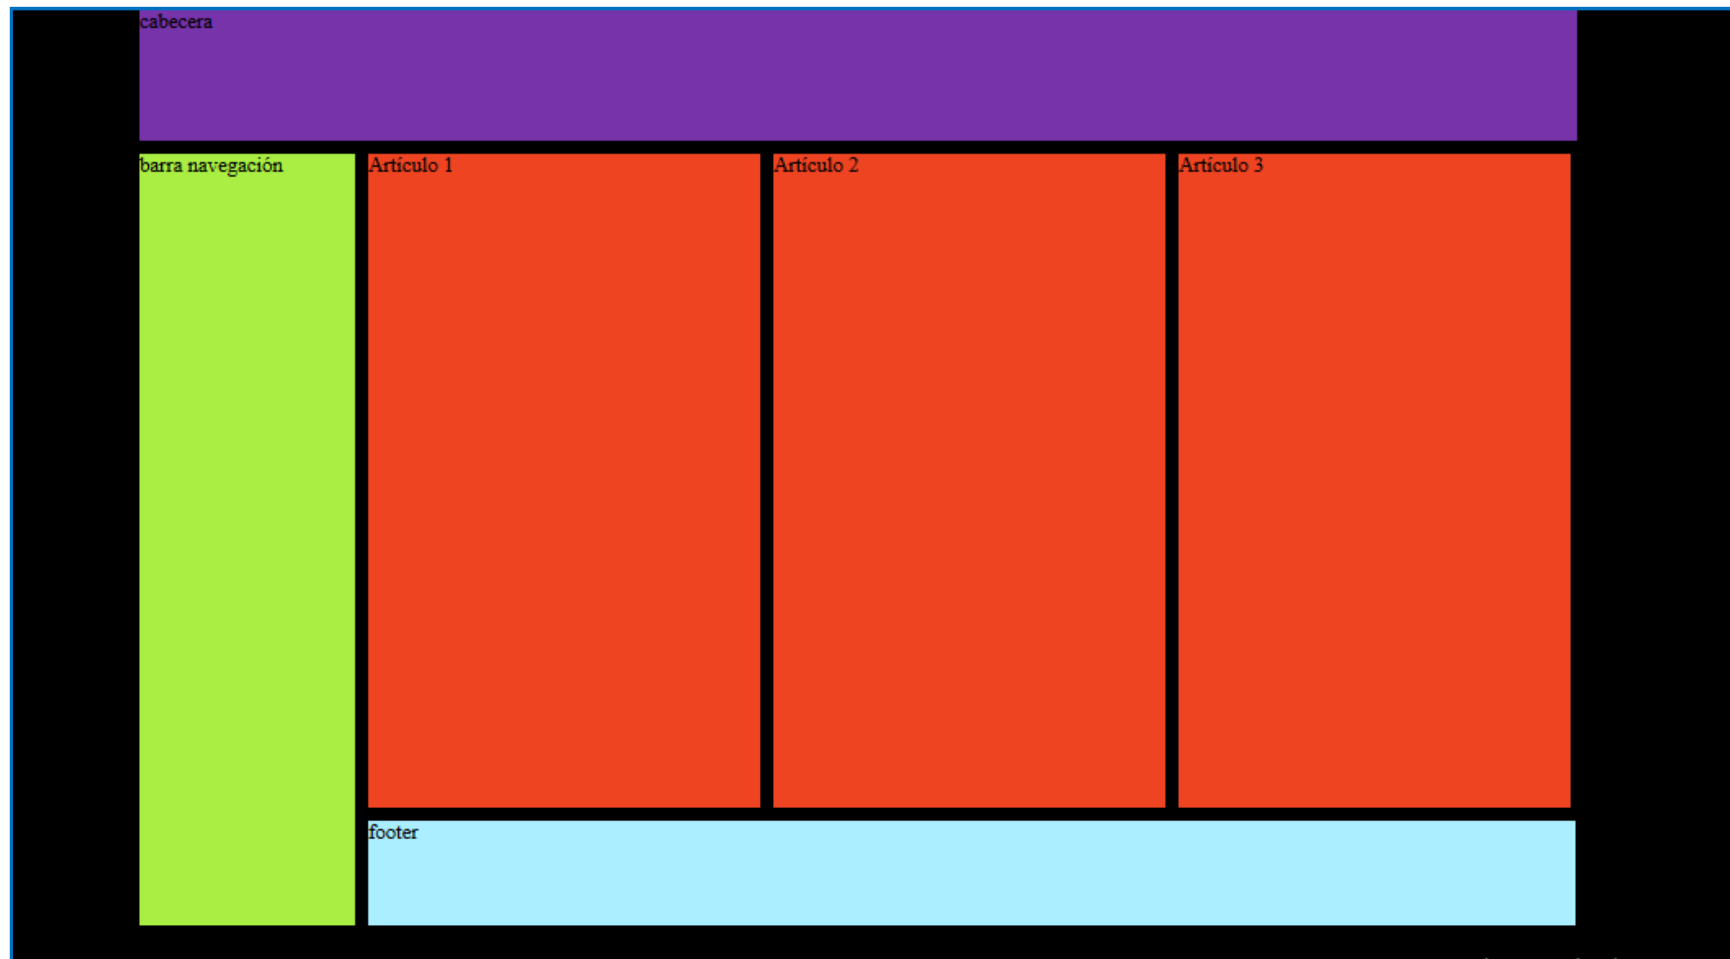 cabecera
barra navegación
Artículo 1
Artículo 2
Artículo 3
footer